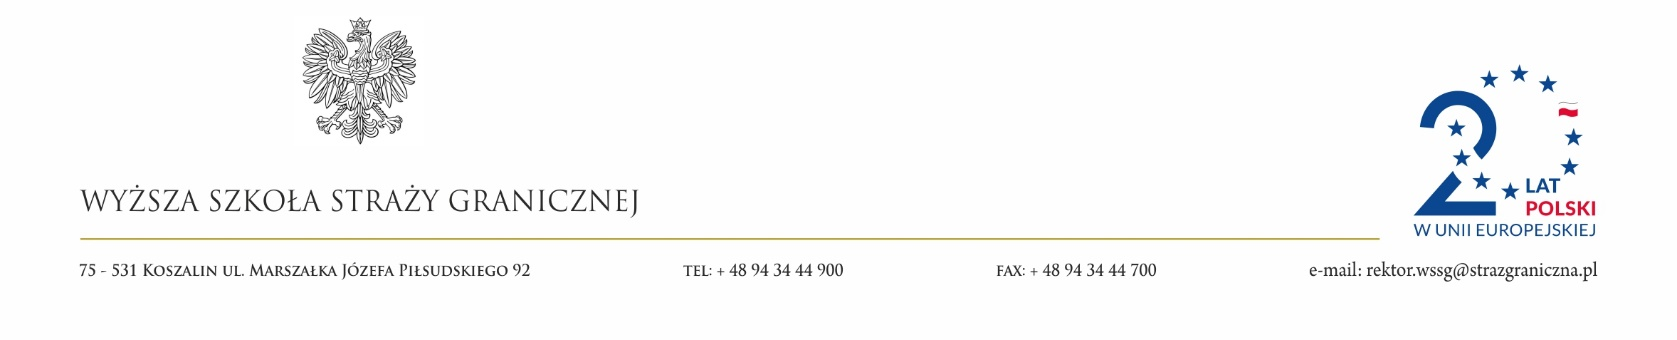 WYŻSZA SZKOŁA STRAŻY GRANICZNEJ
20 LAT
POLSKI
W UNII EUROPEJSKIEJ
75 - 531 KOSZALIN UL. MARSZAŁKA JÓZEFA PIŁSUDSKIEGO 92 TEL: + 48 94 34 44 900 FAX: + 48 94 34 44 700 e-mail: rektor.wssg@strazgraniczna.pl